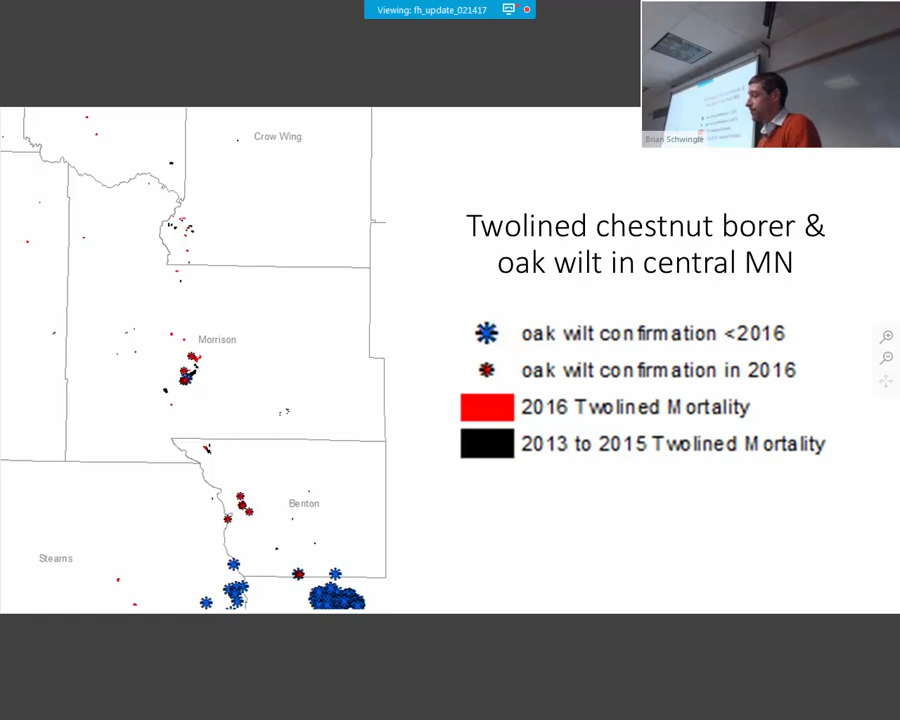 Viewing: fh_update_021417
Brian Schwingle
Crow Wing
Morrison
Benton
Stearns
Twolined chestnut borer &
oak wilt in central MN
oak wilt confirmation <2016
oak wilt confirmation in 2016
2016 Twolined Mortality
2013 to 2015 Twolined Mortality